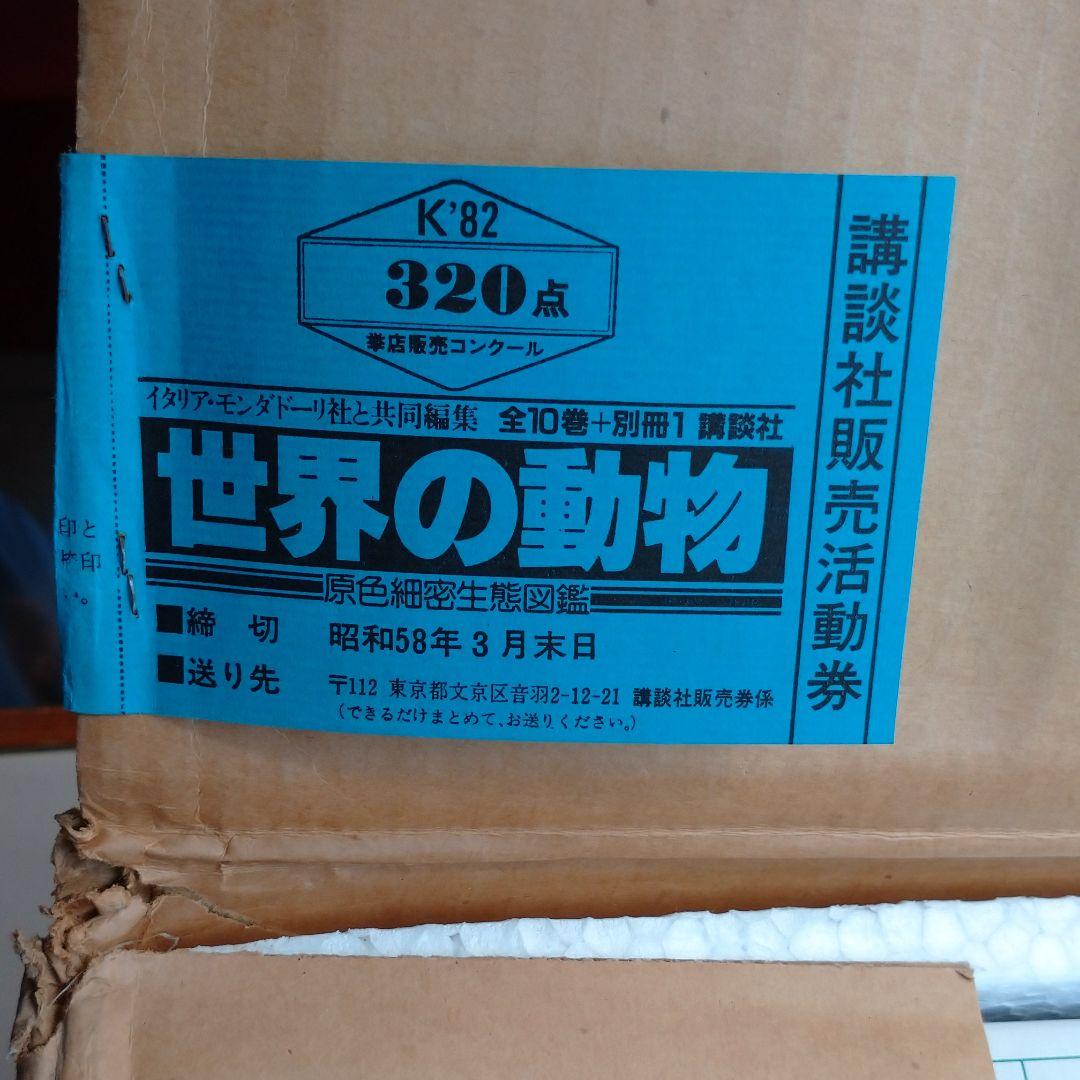 K'82
320点
挙店販売コンクール
イタリア・モンダドーリ社と共同編集 全10巻+別冊1 講談社
世界の動物
原色細密生態図鑑
■締切 昭和58年3月末日
■送り先 〒112 東京都文京区音羽2-12-21 講談社販売券係
(できるだけまとめて、お送りください。)
講談社販売活動券
印と
印